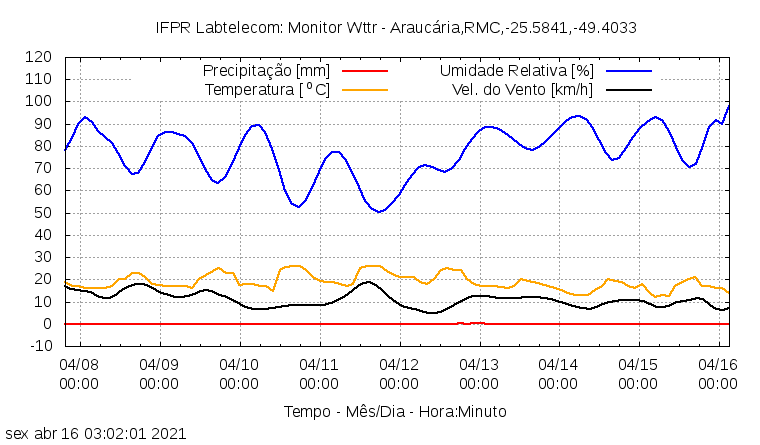 IFPR Labtelecom: Monitor Wttr - Araucária,RMC,-25.5841,-49.4033
120
110
100
90
80
70
60
50
40
30
20
10
0
-10
Precipitação [mm]
Temperatura [⁰C]
Umidade Relativa [%]
Vel. do Vento [km/h]
04/08 04/09 04/10 04/11 04/12 04/13 04/14 04/15 04/16
00:00 00:00 00:00 00:00 00:00 00:00 00:00 00:00 00:00
Tempo - Mês/Dia - Hora:Minuto
sex abr 16 03:02:01 2021